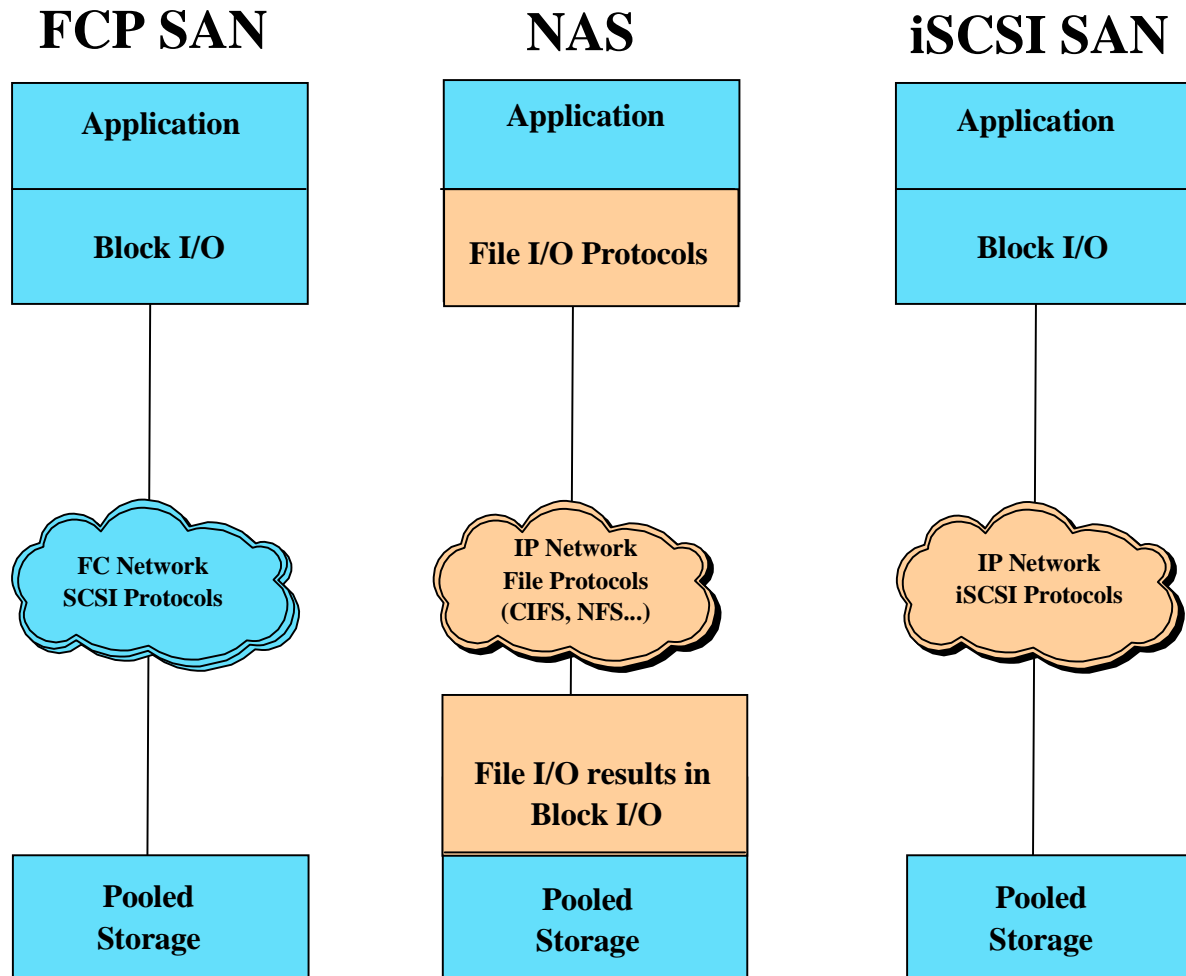 FCP SAN
NAS
iSCSI SAN
Application
Application
Application
Block I/O
File I/O Protocols
Block I/O
FC Network
SCSI Protocols
IP Network
File Protocols
(CIFS, NFS...)
IP Network
iSCSI Protocols
File I/O results in
Block I/O
Pooled
Storage
Pooled
Storage
Pooled
Storage